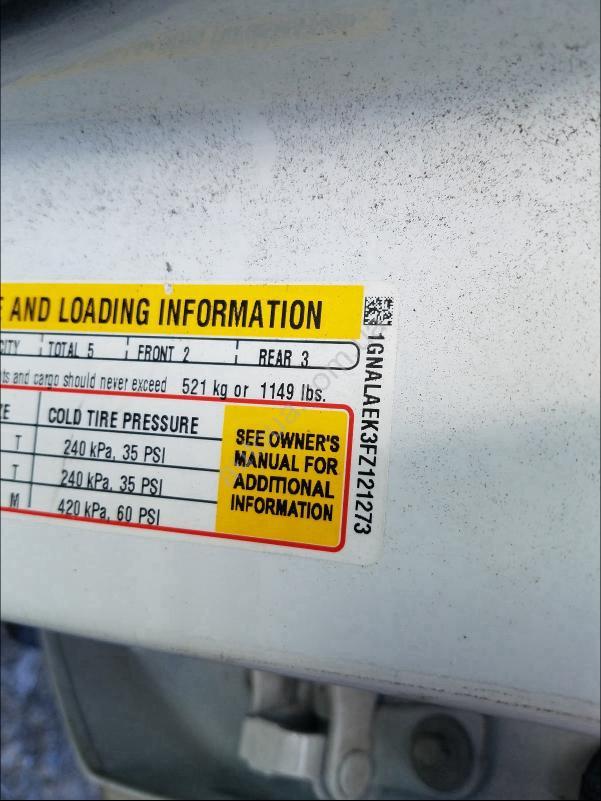 E AND LOADING INFORMATION
CITY TOTAL 5 FRONT 2 REAR 3
ts and cargo should never exceed 521 kg or 1149 lbs.
ZE COLD TIRE PRESSURE
T 240 kPa, 35 PSI
T 240 kPa, 35 PSI
M 420 kPa, 60 PSI
SEE OWNER'S
MANUAL FOR
ADDITIONAL
INFORMATION
1GNALAEK3FZ121273